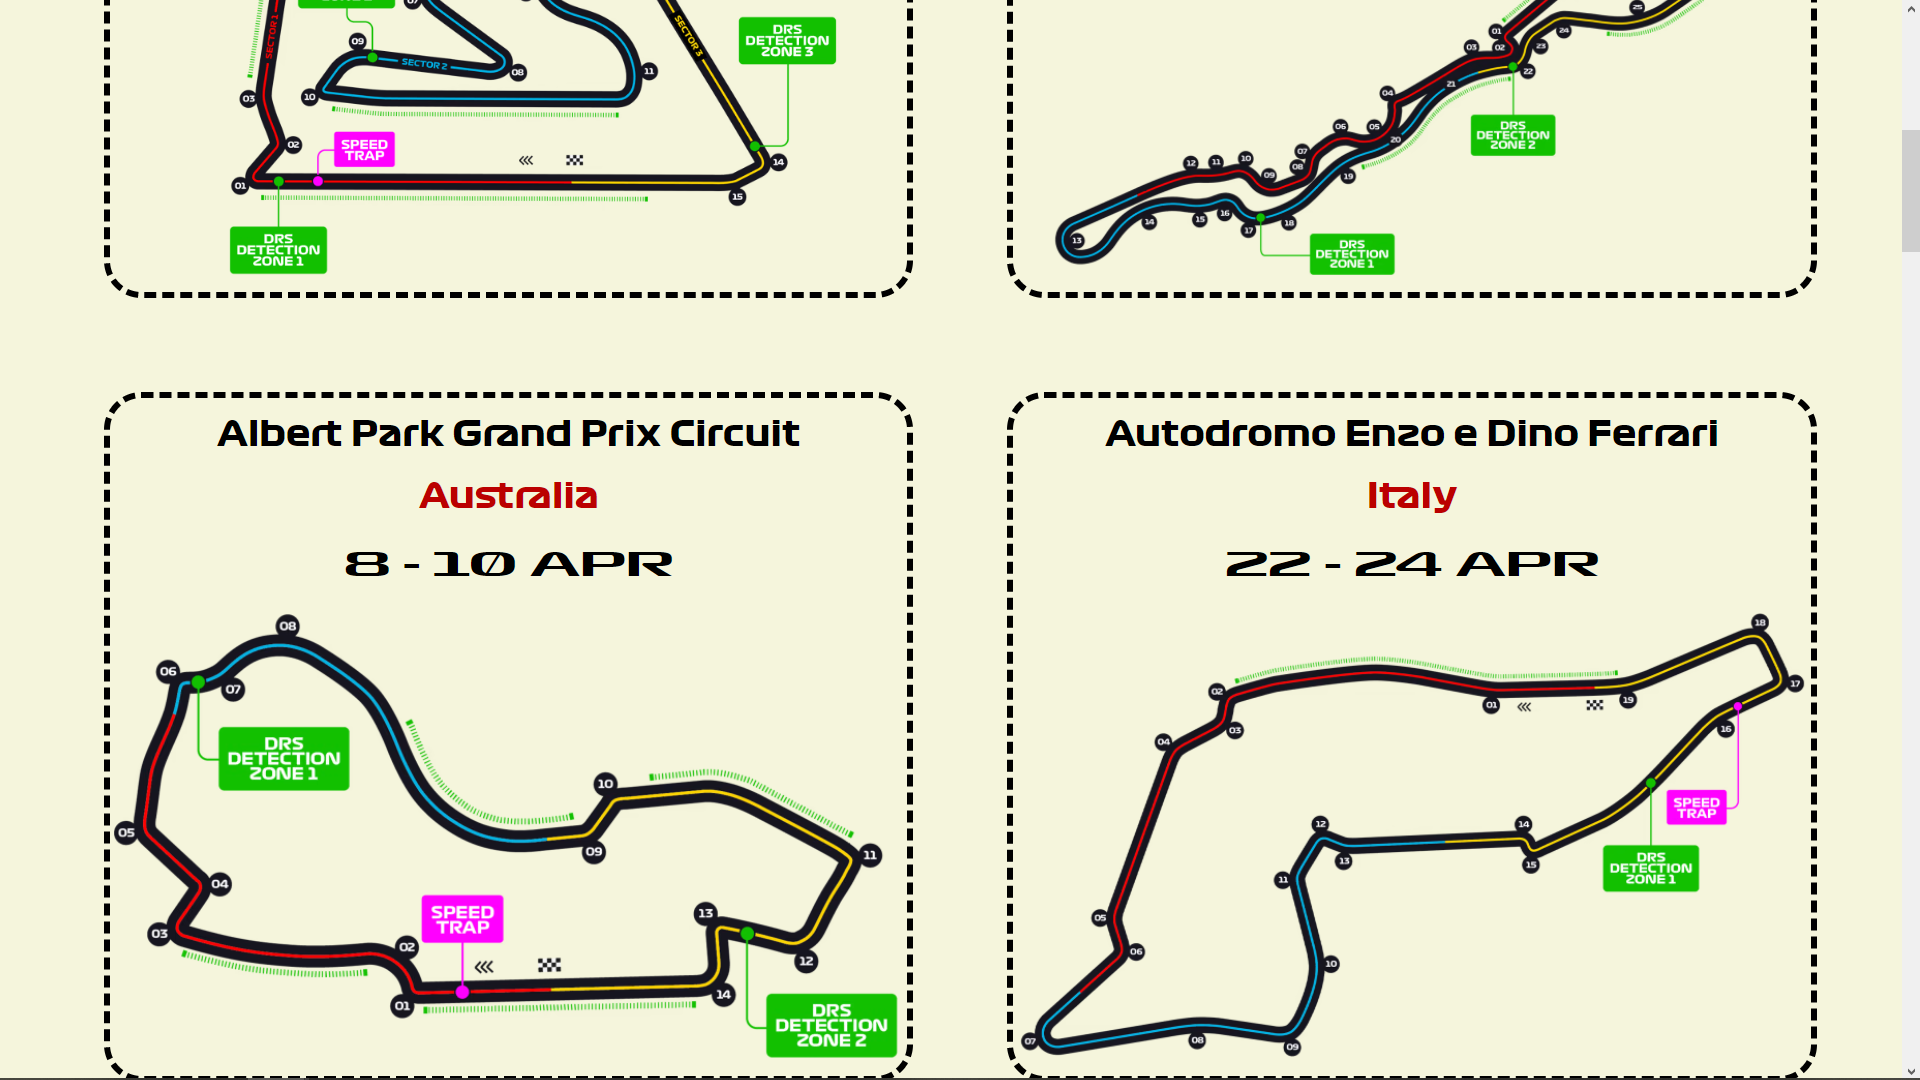 SECTOR 1
SECTOR 3
DRS
DETECTION
ZONE 3
09
SECTOR 2
08
11
10
03
02
SPEED
TRAP
14
01
15
DRS
DETECTION
ZONE 1
25
01
24
03
02
23
22
21
04
DRS
DETECTION
ZONE 2
06
05
20
07
12
11
10
08
09
19
14
15
16
18
17
13
DRS
DETECTION
ZONE 1
Albert Park Grand Prix Circuit
Australia
8 - 10 APR
08
06
07
DRS
DETECTION
ZONE 1
10
05
09
11
04
SPEED
TRAP
13
03
02
12
14
01
DRS
DETECTION
ZONE 2
Autodromo Enzo e Dino Ferrari
Italy
22 - 24 APR
18
17
02
19
01
03
16
04
SPEED
TRAP
12
14
13
15
DRS
DETECTION
ZONE 1
11
05
06
10
07
08
09